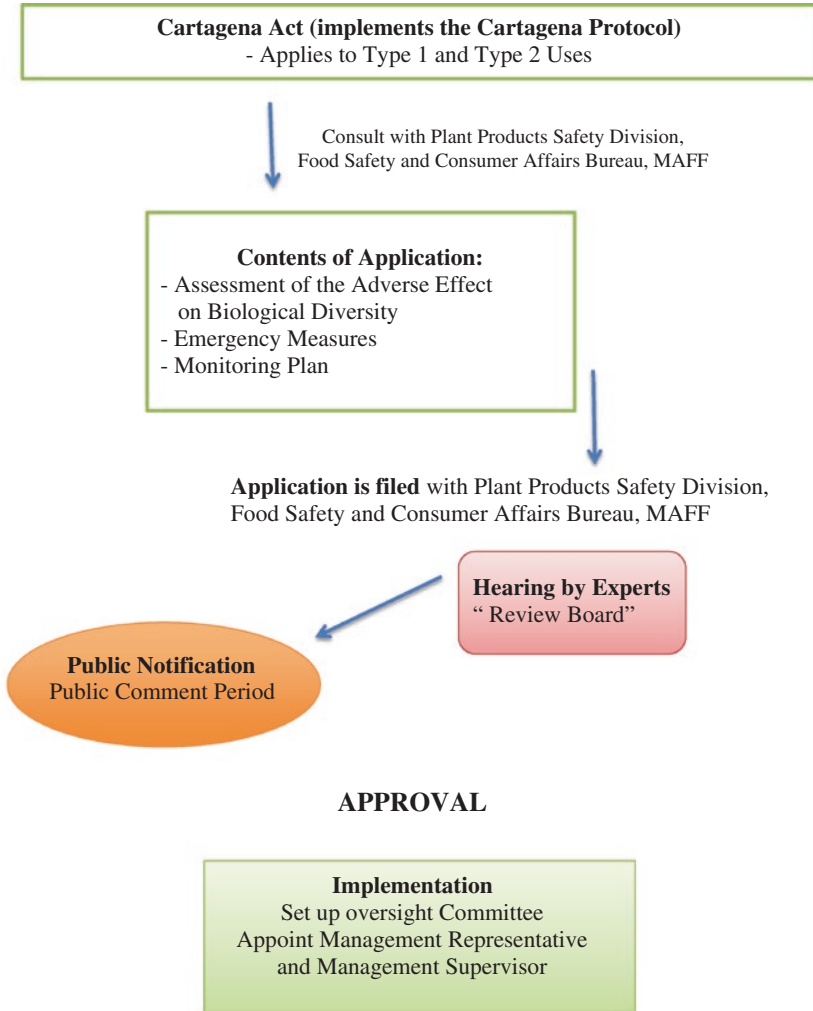 Cartagena Act (implements the Cartagena Protocol)
- Applies to Type 1 and Type 2 Uses
Consult with Plant Products Safety Division,
Food Safety and Consumer Affairs Bureau, MAFF
Contents of Application:
- Assessment of the Adverse Effect
on Biological Diversity
- Emergency Measures
- Monitoring Plan
Application is filed with Plant Products Safety Division,
Food Safety and Consumer Affairs Bureau, MAFF
Hearing by Experts
“ Review Board”
Public Notification
Public Comment Period
APPROVAL
Implementation
Set up oversight Committee
Appoint Management Representative
and Management Supervisor